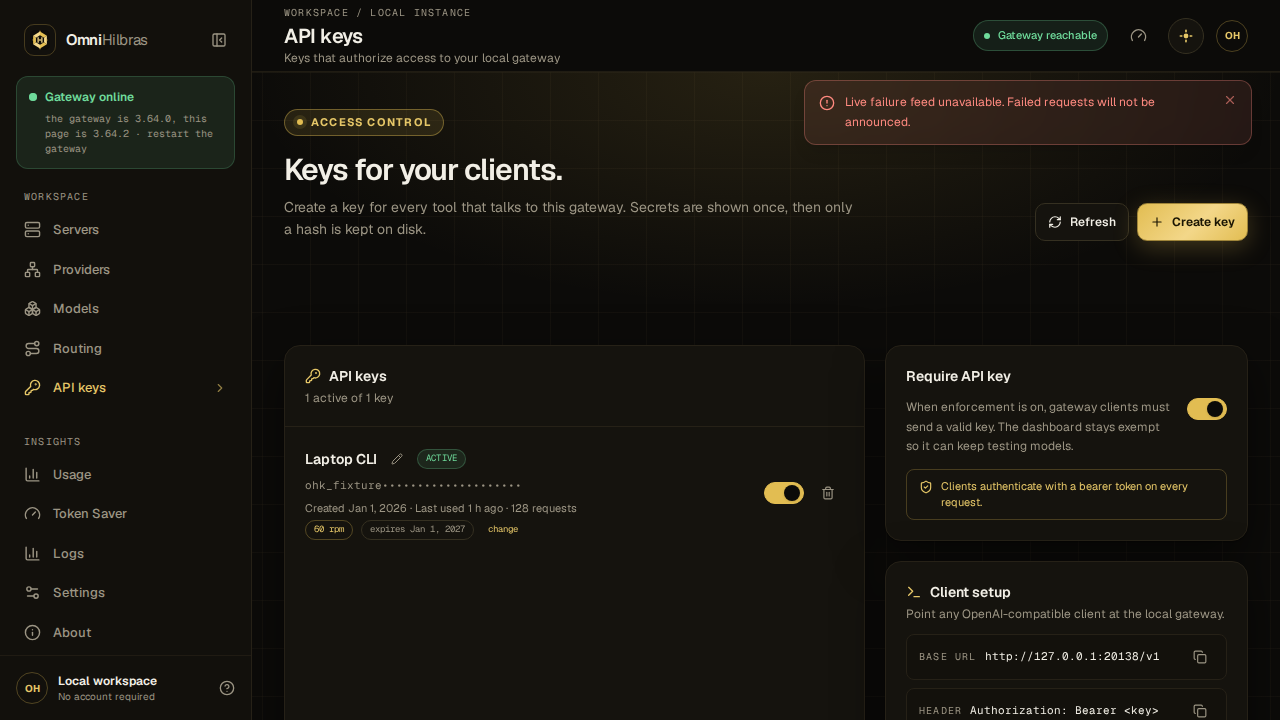 OmniHilbras
Gateway online
the gateway is 3.64.0, this
page is 3.64.2 · restart the
gateway
WORKSPACE
Servers
Providers
Models
Routing
API keys
INSIGHTS
Usage
Token Saver
Logs
Settings
About
OH
Local workspace
No account required
WORKSPACE / LOCAL INSTANCE
API keys
Keys that authorize access to your local gateway
Gateway reachable
OH
Live failure feed unavailable. Failed requests will not be
announced.
ACCESS CONTROL
Keys for your clients.
Create a key for every tool that talks to this gateway. Secrets are shown once, then only
a hash is kept on disk.
Refresh
Create key
API keys
1 active of 1 key
Laptop CLI
ACTIVE
ohk_fixture••••••••••••••••••••
Created Jan 1, 2026 · Last used 1 h ago · 128 requests
60 rpm
expires Jan 1, 2027
change
Require API key
When enforcement is on, gateway clients must
send a valid key. The dashboard stays exempt
so it can keep testing models.
Clients authenticate with a bearer token on every
request.
Client setup
Point any OpenAI-compatible client at the local gateway.
BASE URL http://127.0.0.1:20138/v1
HEADER Authorization: Bearer <key>